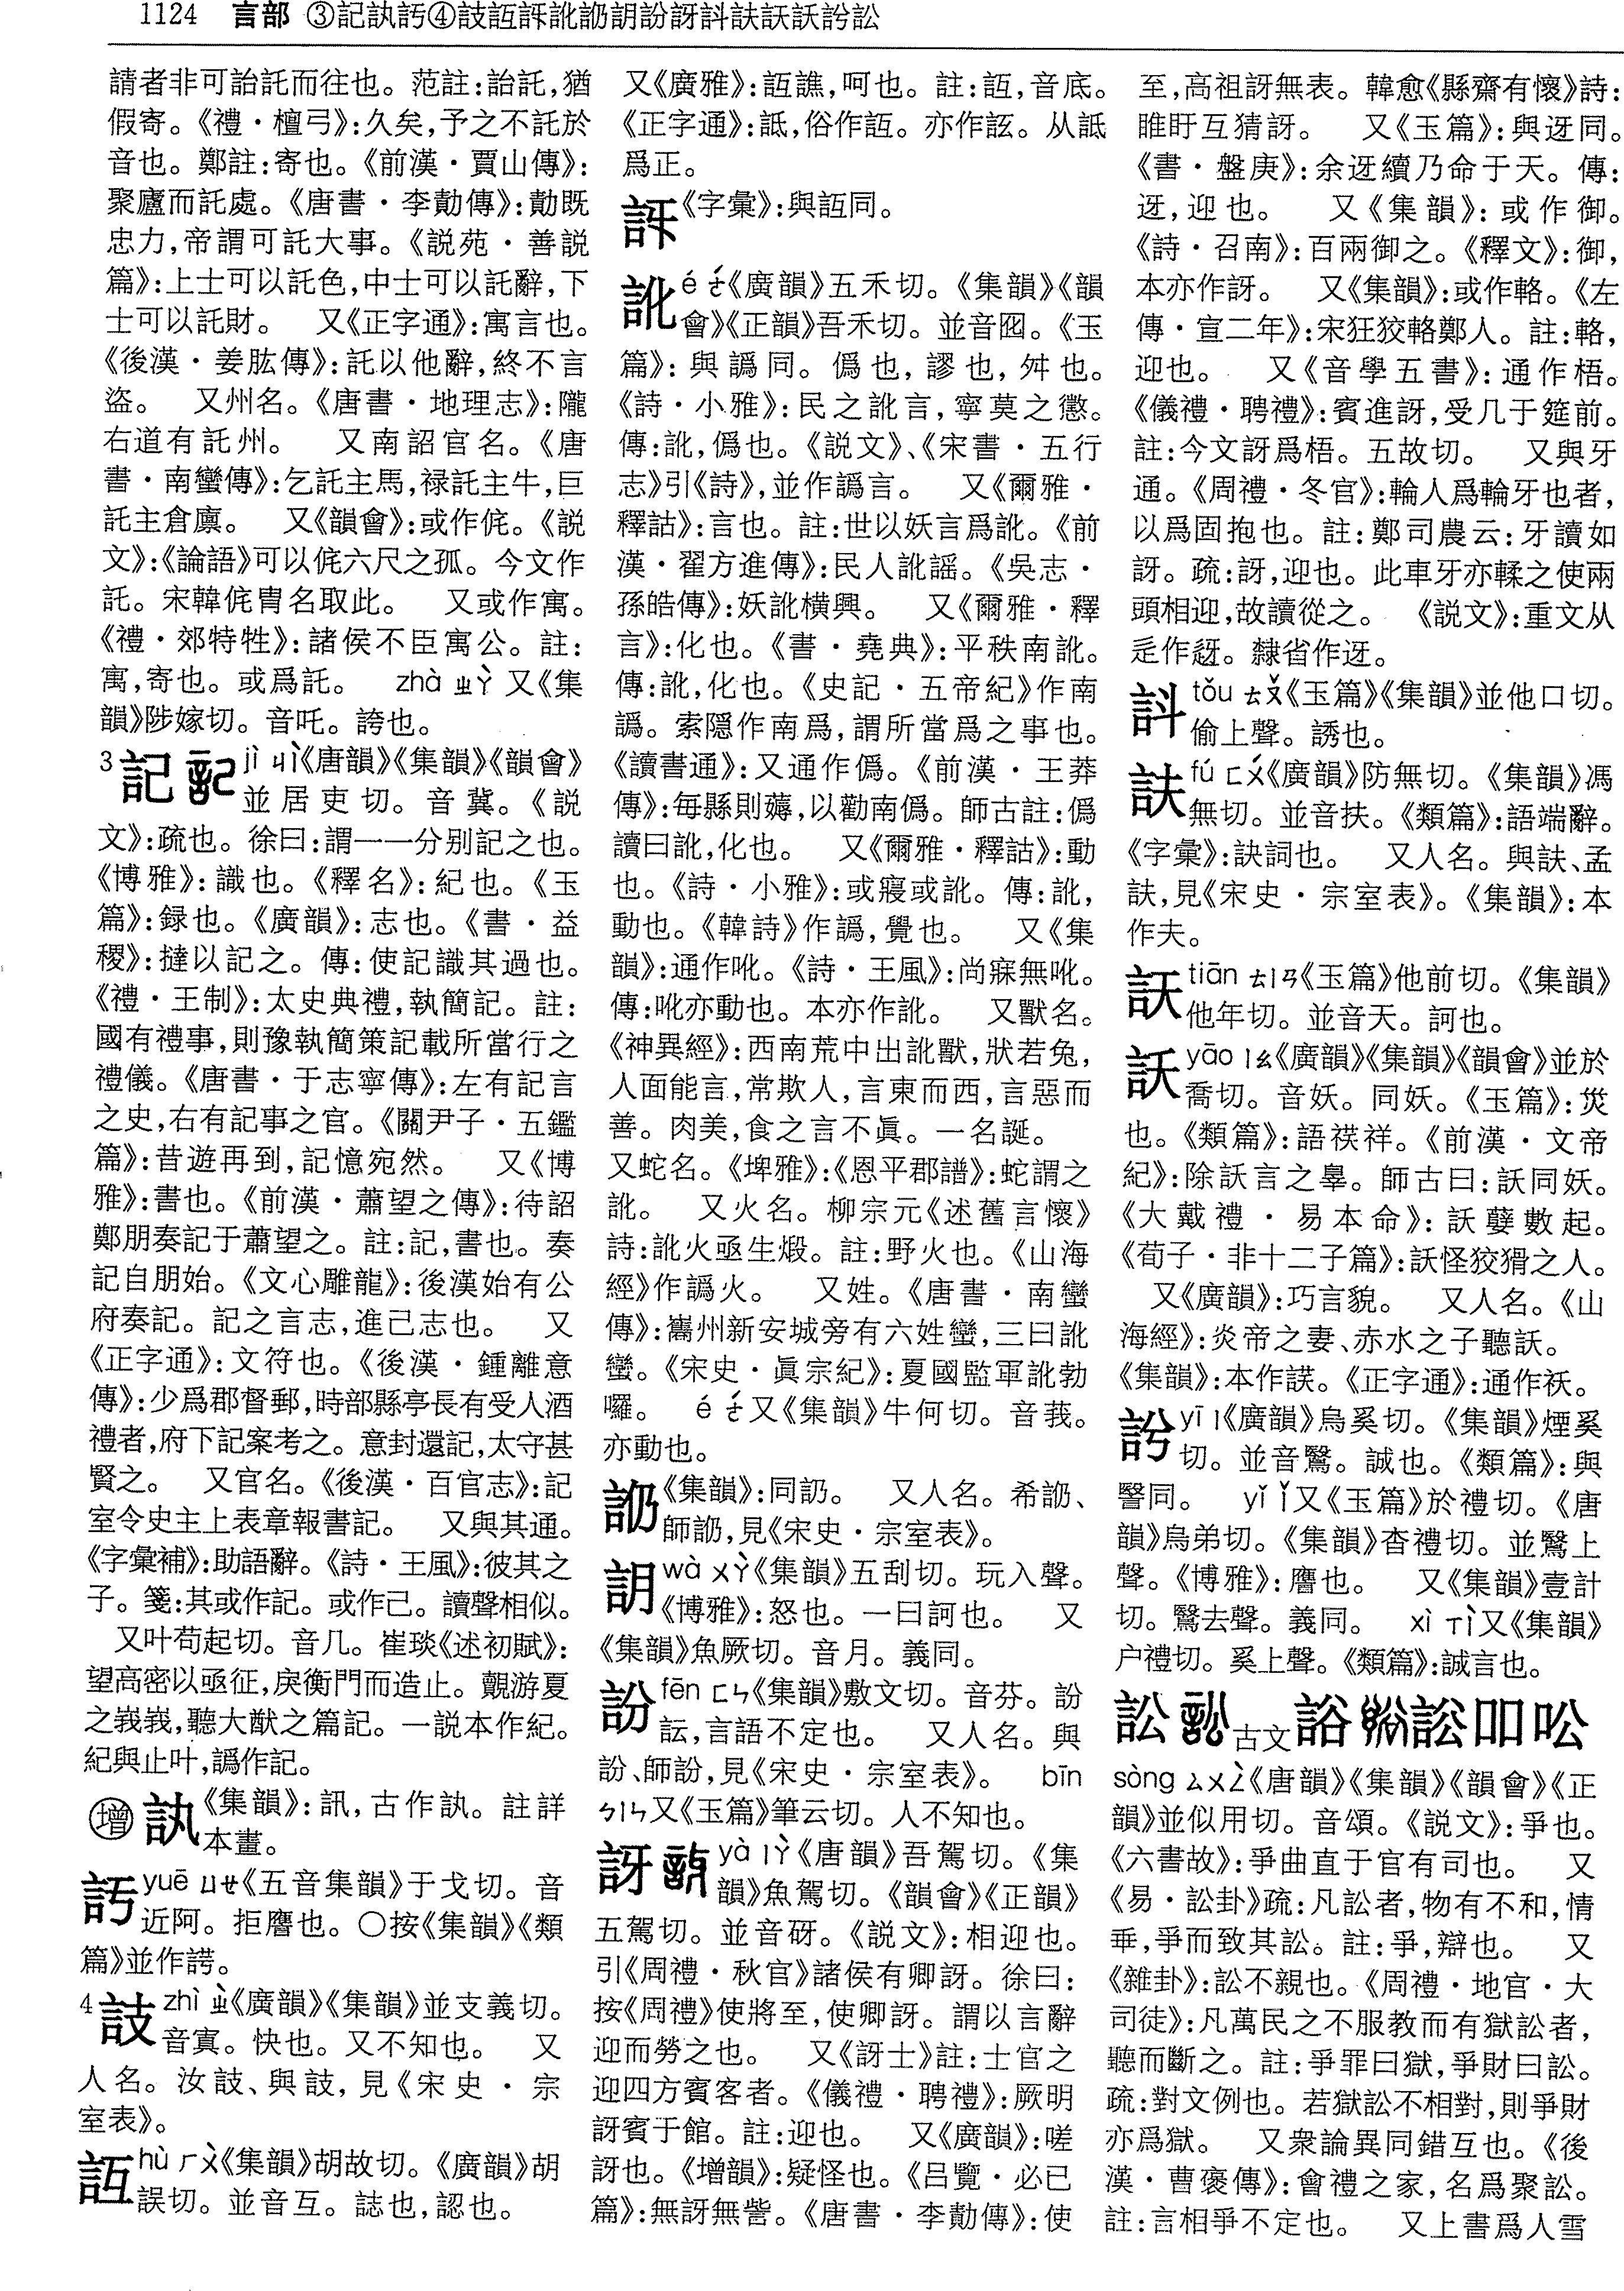 1124 言部 ③記訙䛄④䛊䛎䛅訛訯䚴訜訝䚵䚶䚷訞䚸訟
請者非可詒託而往也。范註:詒託,猶
假寄。《禮·檀弓》:久矣,予之不託於
音也。鄭註:寄也。《前漢·賈山傳》:
聚廬而託處。《唐書·李勣傳》:勣既
忠力,帝謂可託大事。《説苑·善説
篇》:上士可以託色,中士可以託辭,下
士可以託財。 又《正字通》:寓言也。
《後漢·姜肱傳》:託以他辭,終不言
盜。 又州名。《唐書·地理志》:隴
右道有託州。 又南詔官名。《唐
書·南蠻傳》:乞託主馬,禄託主牛,巨
託主倉廪。 又《韻會》:或作侂。《説
文》:《論語》可以侂六尺之孤。今文作
託。宋韓侂胄名取此。 又或作寓。
《禮·郊特牲》:諸侯不臣寓公。註:
寓,寄也。或爲託。 zhà ㄓㄚˋ 又《集
韻》陟嫁切。音吒。誇也。
3 記 jì ㄐㄧˋ《唐韻》《集韻》《韻會》
並居吏切。音冀。《説
文》:疏也。徐曰:謂一一分别記之也。
《博雅》:識也。《釋名》:紀也。《玉
篇》:録也。《廣韻》:志也。《書·益
稷》:撻以記之。傳:使記識其過也。
《禮·王制》:太史典禮,執簡記。註:
國有禮事,則豫執簡策記載所當行之
禮儀。《唐書·于志寧傳》:左有記言
之史,右有記事之官。《關尹子·五鑑
篇》:昔遊再到,記憶宛然。 又《博
雅》:書也。《前漢·蕭望之傳》:待詔
鄭朋奏記于蕭望之。註:記,書也。奏
記自朋始。《文心雕龍》:後漢始有公
府奏記。記之言志,進己志也。 又
《正字通》:文符也。《後漢·鍾離意
傳》:少爲郡督郵,時部縣亭長有受人酒
禮者,府下記案考之。意封還記,太守甚
賢之。 又官名。《後漢·百官志》:記
室令史主上表章報書記。 又與其通。
《字彙補》:助語辭。《詩·王風》:彼其之
子。箋:其或作記。或作己。讀聲相似。
又叶苟起切。音几。崔琰《述初賦》:
望高密以亟征,戾衡門而造止。覿游夏
之峩峩,聽大猷之篇記。一説本作紀。
紀與止叶,譌作記。
增 訙《集韻》:訊,古作訙。註詳
本畫。
yuē ㄩㄝ《五音集韻》于戈切。音
近阿。拒譍也。○按《集韻》《類
篇》並作䛄。
4 zhì ㄓˋ《廣韻》《集韻》並支義切。
音寘。快也。又不知也。 又
人名。汝䛊、與䛊,見《宋史·宗
室表》。
hù ㄏㄨˋ《集韻》胡故切。《廣韻》胡
誤切。並音互。誌也,認也。
又《廣雅》:䛎譙,呵也。註:䛎,音底。
《正字通》:詆,俗作䛎。亦作䛅。从詆
爲正。
《字彙》:與䛎同。
訛 é ㄜˊ《廣韻》五禾切。《集韻》《韻
會》《正韻》吾禾切。並音囮。《玉
篇》:與譌同。僞也,謬也,舛也。
《詩·小雅》:民之訛言,寧莫之懲。
傳:訛,僞也。《説文》、《宋書·五行
志》引《詩》,並作譌言。 又《爾雅·
釋詁》:言也。註:世以妖言爲訛。《前
漢·翟方進傳》:民人訛謡。《吳志·
孫皓傳》:妖訛橫興。 又《爾雅·釋
言》:化也。《書·堯典》:平秩南訛。
傳:訛,化也。《史記·五帝紀》作南
譌。索隱作南爲,謂所當爲之事也。
《讀書通》:又通作僞。《前漢·王莽
傳》:每縣則薅,以勸南僞。師古註:僞
讀曰訛,化也。 又《爾雅·釋詁》:動
也。《詩·小雅》:或寢或訛。傳:訛,
動也。《韓詩》作譌,覺也。 又《集
韻》:通作吪。《詩·王風》:尚寐無吪。
傳:吪亦動也。本亦作訛。 又獸名。
《神異經》:西南荒中出訛獸,狀若兔,
人面能言,常欺人,言東而西,言惡而
善。肉美,食之言不眞。一名誕。
又蛇名。《埤雅》:《恩平郡譜》:蛇謂之
訛。 又火名。柳宗元《述舊言懷》
詩:訛火亟生煅。註:野火也。《山海
經》作譌火。 又姓。《唐書·南蠻
傳》:巂州新安城旁有六姓蠻,三曰訛
蠻。《宋史·眞宗紀》:夏國監軍訛勃
囉。 é ㄜˊ 又《集韻》牛何切。音莪。
亦動也。
訯《集韻》:同訒。 又人名。希訯、
師訯,見《宋史·宗室表》。
wà ㄨㄚˋ《集韻》五刮切。玩入聲。
《博雅》:怒也。一曰訶也。 又
《集韻》魚厥切。音月。義同。
訜 fēn ㄈㄣ《集韻》敷文切。音芬。訜
訁云,言語不定也。 又人名。與
訜、師訜,見《宋史·宗室表》。 bīn
ㄅㄧㄣ又《玉篇》筆云切。人不知也。
訝 yà ㄧㄚˋ《唐韻》吾駕切。《集
韻》魚駕切。《韻會》《正韻》
五駕切。並音砑。《説文》:相迎也。
引《周禮·秋官》諸侯有卿訝。徐曰:
按《周禮》使將至,使卿訝。謂以言辭
迎而勞之也。 又《訝士》註:士官之
迎四方賓客者。《儀禮·聘禮》:厥明
訝賓于館。註:迎也。 又《廣韻》:嗟
訝也。《增韻》:疑怪也。《吕覽·必已
篇》:無訝無訾。《唐書·李勣傳》:使
至,高祖訝無表。韓愈《縣齋有懷》詩:
睢盱互猜訝。 又《玉篇》:與迓同。
《書·盤庚》:余迓續乃命于天。傳:
迓,迎也。 又《集韻》:或作御。
《詩·召南》:百兩御之。《釋文》:御,
本亦作訝。 又《集韻》:或作輅。《左
傳·宣二年》:宋狂狡輅鄭人。註:輅,
迎也。 又《音學五書》:通作梧。
《儀禮·聘禮》:賓進訝,受几于筵前。
註:今文訝爲梧。五故切。 又與牙
通。《周禮·冬官》:輪人爲輪牙也者,
以爲固抱也。註:鄭司農云:牙讀如
訝。疏:訝,迎也。此車牙亦輮之使兩
頭相迎,故讀從之。 《説文》:重文从
辵作迓。隸省作迓。
tǒu ㄊㄡˇ《玉篇》《集韻》並他口切。
偷上聲。誘也。
fú ㄈㄨˊ《廣韻》防無切。《集韻》馮
無切。並音扶。《類篇》:語端辭。
《字彙》:訣詞也。 又人名。與䚶、孟
䚶,見《宋史·宗室表》。《集韻》:本
作夫。
tiān ㄊㄧㄢ《玉篇》他前切。《集韻》
他年切。並音天。訶也。
訞 yāo ㄧㄠ《廣韻》《集韻》《韻會》並於
喬切。音妖。同妖。《玉篇》:災
也。《類篇》:語祅祥。《前漢·文帝
紀》:除訞言之辠。師古曰:訞同妖。
《大戴禮·易本命》:訞孽數起。
《荀子·非十二子篇》:訞怪狡猾之人。
又《廣韻》:巧言貌。 又人名。《山
海經》:炎帝之妻、赤水之子聽訞。
《集韻》:本作䄏。《正字通》:通作祅。
yī ㄧ《廣韻》烏奚切。《集韻》煙奚
切。並音鷖。誠也。《類篇》:與
㗨同。 yǐ ㄧˇ又《玉篇》於禮切。《唐
韻》烏弟切。《集韻》杳禮切。並鷖上
聲。《博雅》:譍也。 又《集韻》壹計
切。鷖去聲。義同。 xì ㄒㄧˋ又《集韻》
户禮切。奚上聲。《類篇》:誠言也。
訟 古文 䛦 吅 吆
sòng ㄙㄨㄥˋ《唐韻》《集韻》《韻會》《正
韻》並似用切。音頌。《説文》:爭也。
《六書故》:爭曲直于官有司也。 又
《易·訟卦》疏:凡訟者,物有不和,情
乖,爭而致其訟。註:爭,辯也。 又
《雜卦》:訟不親也。《周禮·地官·大
司徒》:凡萬民之不服教而有獄訟者,
聽而斷之。註:爭罪曰獄,爭財曰訟。
疏:對文例也。若獄訟不相對,則爭財
亦爲獄。 又衆論異同錯互也。《後
漢·曹褒傳》:會禮之家,名爲聚訟。
註:言相爭不定也。 又上書爲人雪